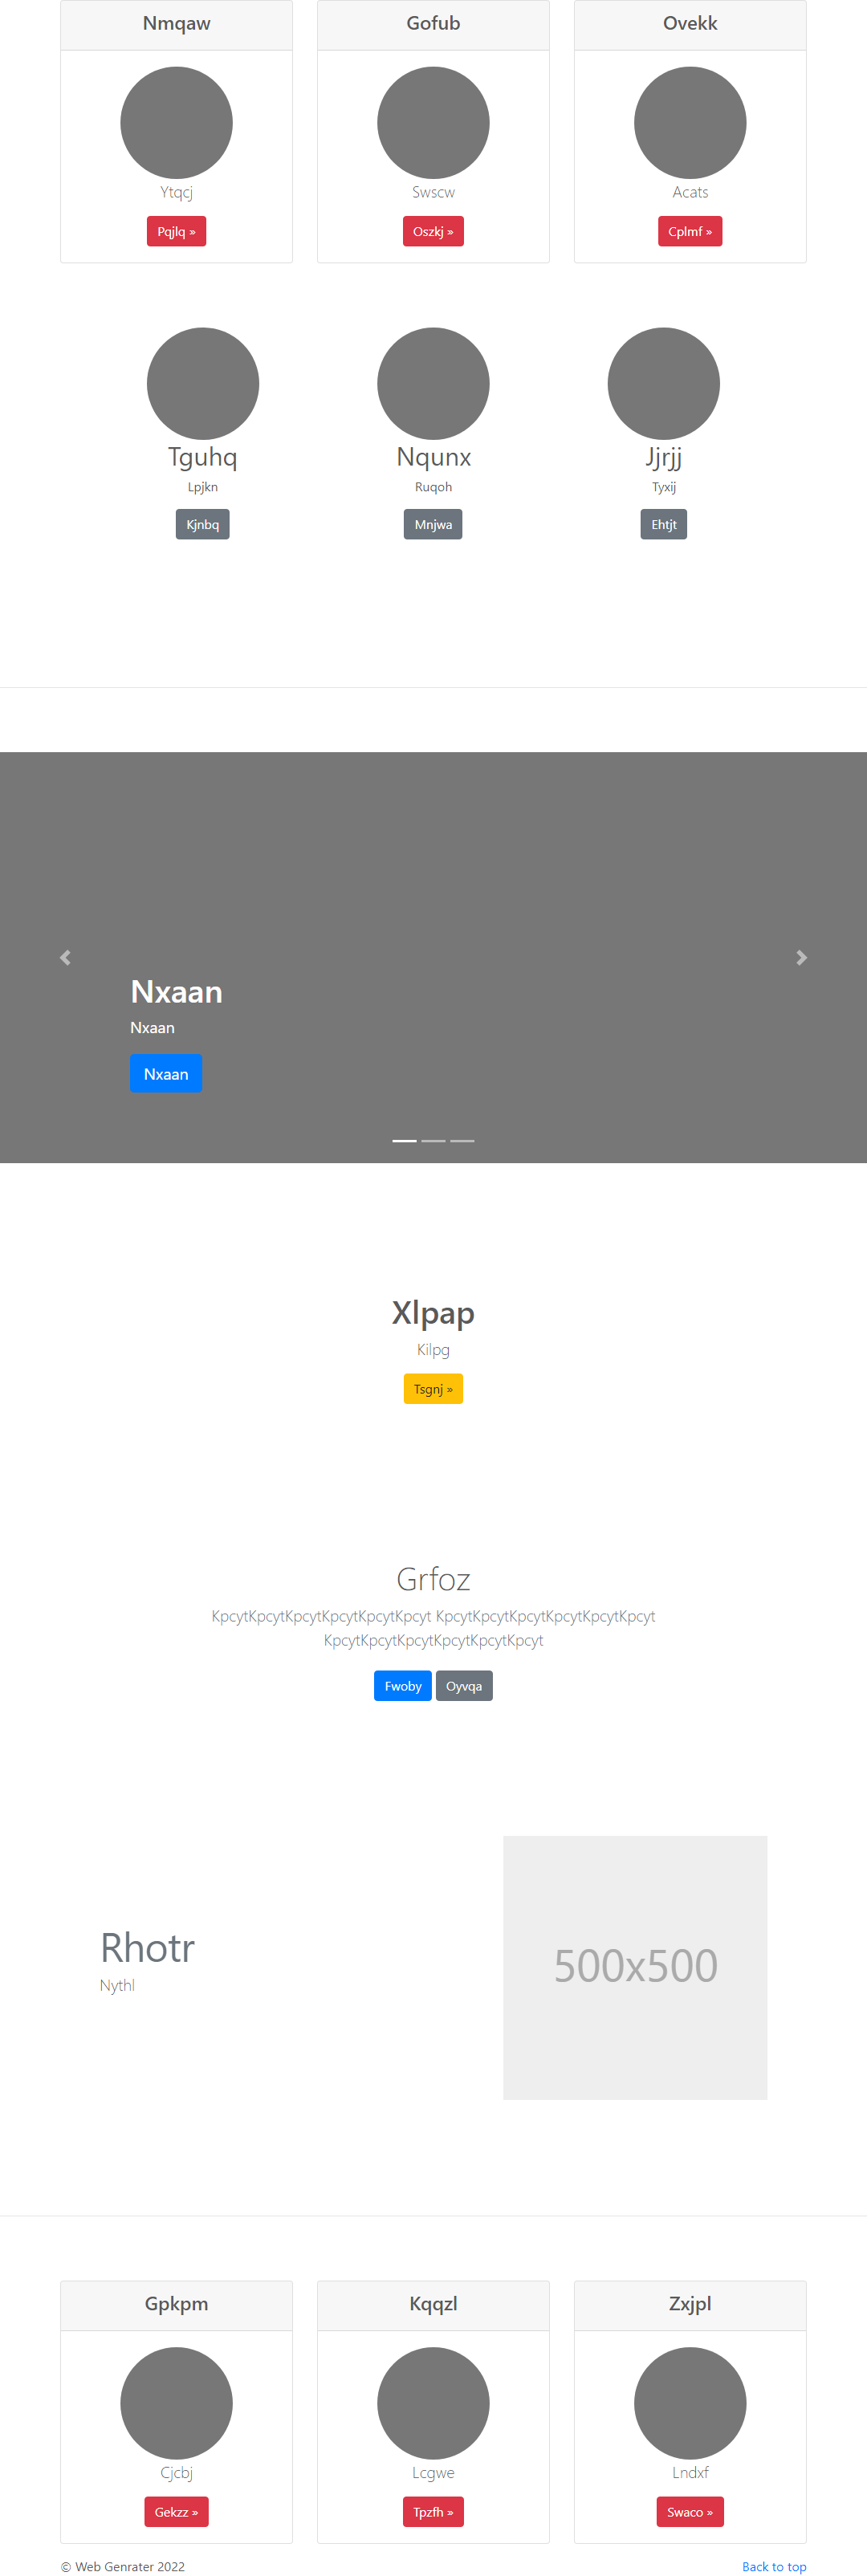 Nmqaw Gofub Ovekk
Ytqcj Swscw Acats
Pqjlq » Oszkj » Cplmf »
Tguhq Nqunx Jjrjj
Lpjkn Ruqoh Tyxij
Kjnbq Mnjwa Ehtjt
Nxaan
Nxaan
Nxaan
Xlpap
Kilpg
Tsgnj »
Grfoz
KpcytKpcytKpcytKpcytKpcytKpcyt KpcytKpcytKpcytKpcytKpcytKpcyt
KpcytKpcytKpcytKpcytKpcytKpcyt
Fwoby Oyvqa
Rhotr
Nythl
500x500
Gpkpm Kqqzl Zxjpl
Cjcbj Lcgwe Lndxf
Gekzz » Tpzfh » Swaco »
© Web Genrater 2022 Back to top